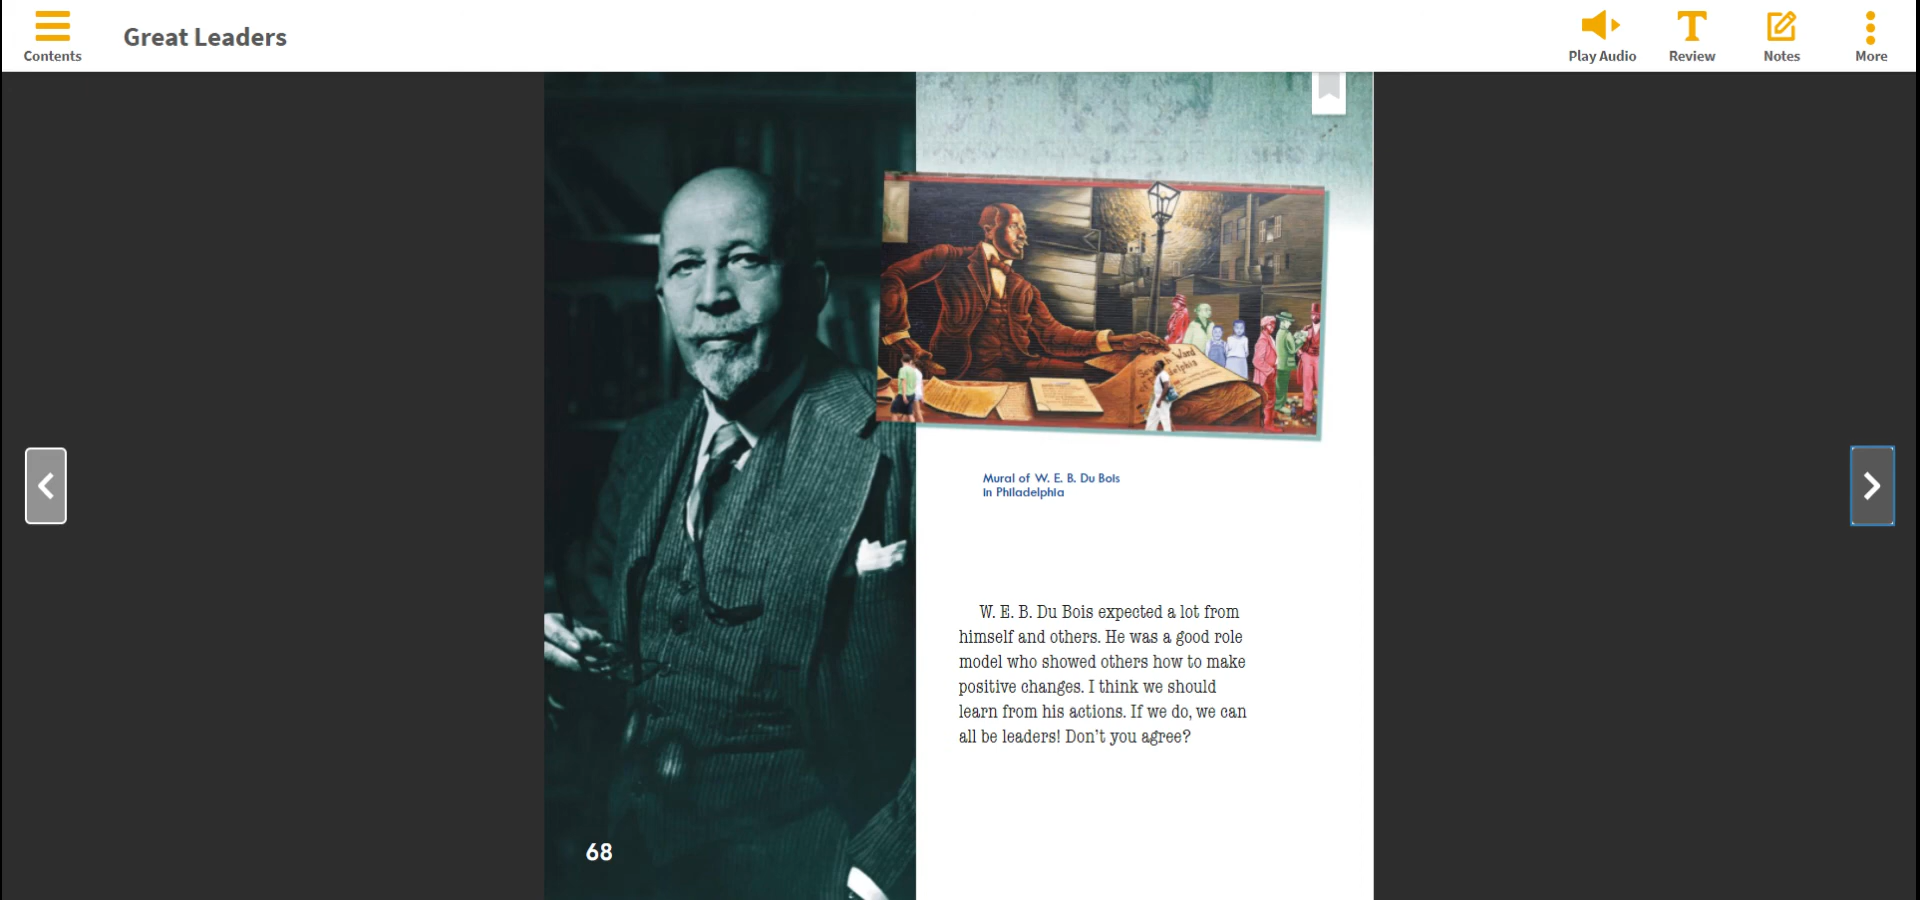 Contents
Great Leaders
Play Audio
Review
Notes
More
Mural of W. E. B. Du Bois
in Philadelphia
W. E. B. Du Bois expected a lot from
himself and others. He was a good role
model who showed others how to make
positive changes. I think we should
learn from his actions. If we do, we can
all be leaders! Don't you agree?
68